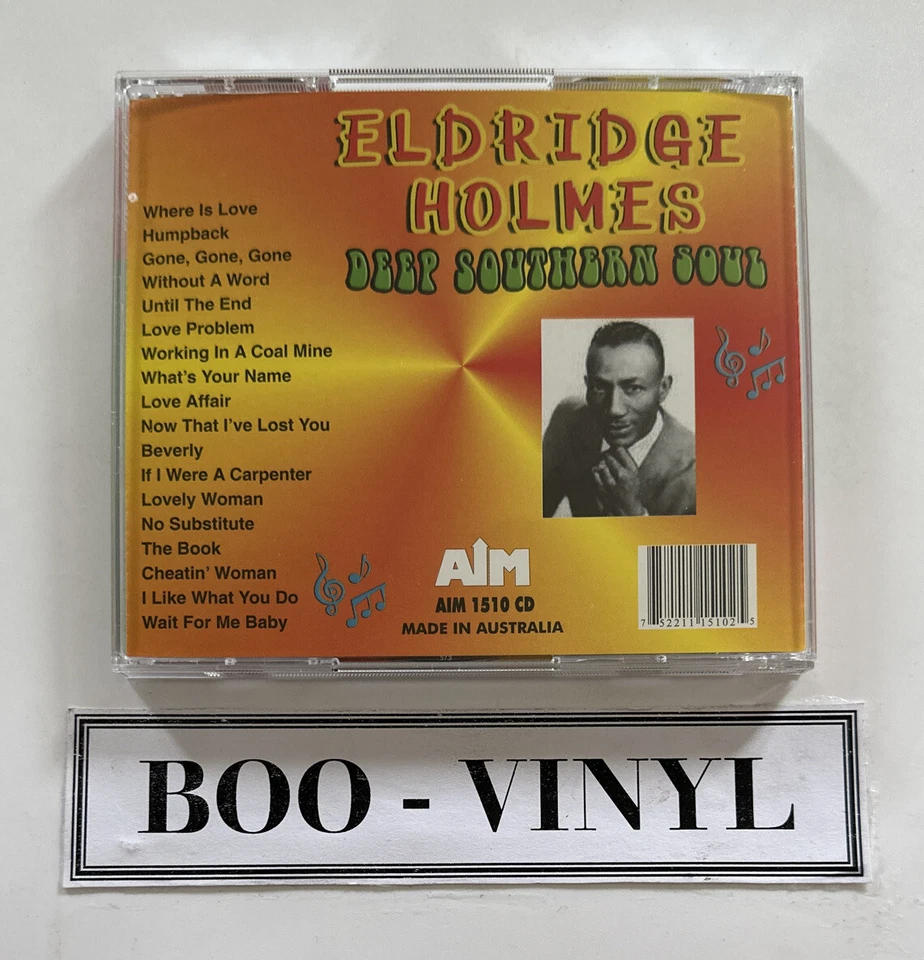 ELDRIDGE
HOLMES
DEEP SOUTHERN SOUL
Where Is Love
Humpback
Gone, Gone, Gone
Without A Word
Until The End
Love Problem
Working In A Coal Mine
What's Your Name
Love Affair
Now That I've Lost You
Beverly
If I Were A Carpenter
Lovely Woman
No Substitute
The Book
Cheatin' Woman
I Like What You Do
Wait For Me Baby
AIM
AIM 1510 CD
MADE IN AUSTRALIA
7 52211 15102 5
BOO - VINYL